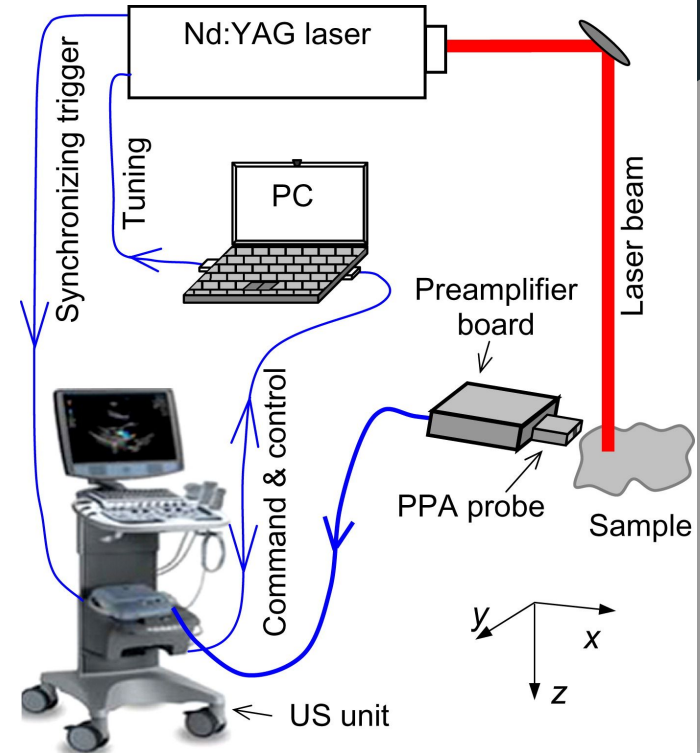 Nd:YAG laser
Synchronizing trigger
Tuning
PC
Laser beam
Preamplifier
board
Command & control
PPA probe
Sample
y
x
z
US unit